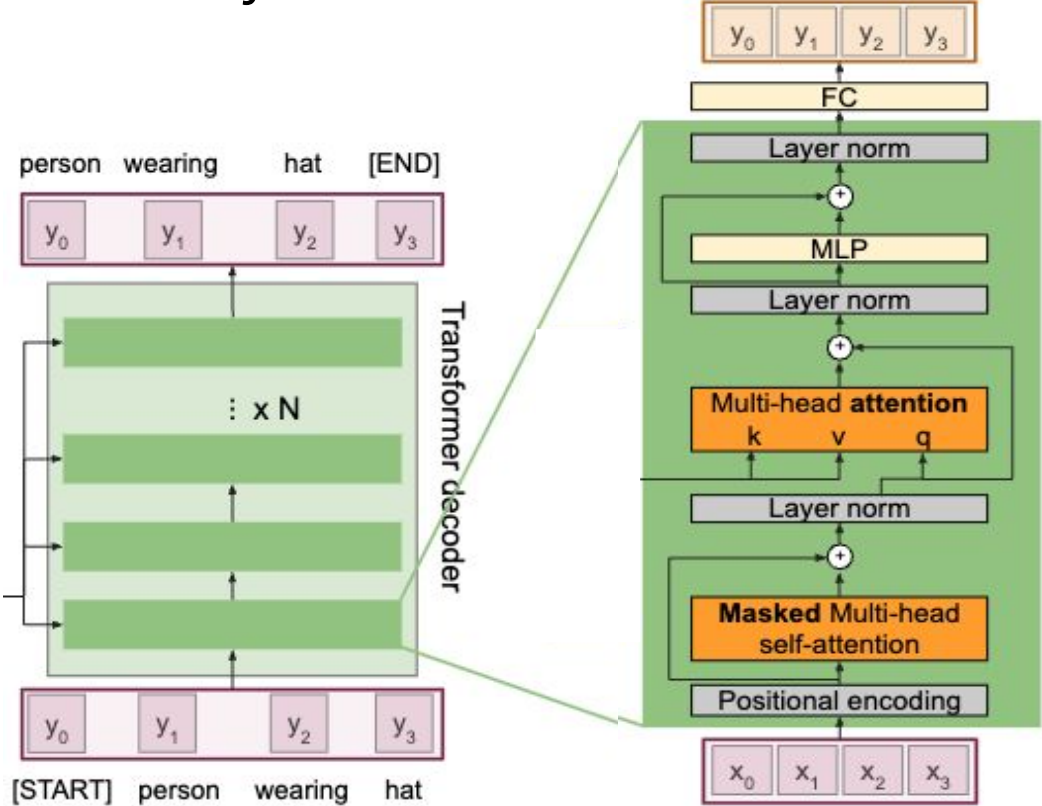 person wearing hat [END]
y0 y1 y2 y3
⋮ x N
Transformer decoder
y0 y1 y2 y3
[START] person wearing hat
y0 y1 y2 y3
FC
Layer norm
+
MLP
Layer norm
+
Multi-head attention
k v q
Layer norm
+
Masked Multi-head
self-attention
Positional encoding
x0 x1 x2 x3